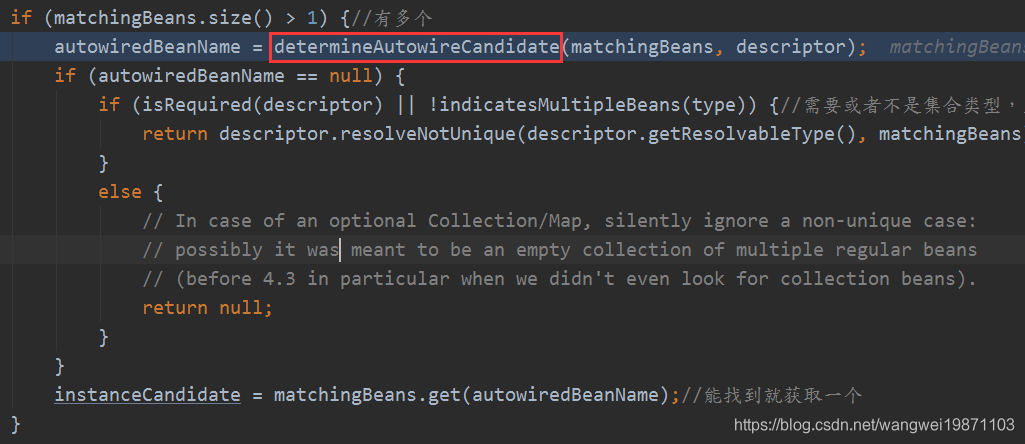 if (matchingBeans.size() > 1) {//有多个
autowiredBeanName = determineAutowireCandidate(matchingBeans, descriptor); matchingBeans
if (autowiredBeanName == null) {
if (isRequired(descriptor) || !indicatesMultipleBeans(type)) {//需要或者不是集合类型，
return descriptor.resolveNotUnique(descriptor.getResolvableType(), matchingBeans
}
else {
// In case of an optional Collection/Map, silently ignore a non-unique case:
// possibly it was meant to be an empty collection of multiple regular beans
// (before 4.3 in particular when we didn't even look for collection beans).
return null;
}
}
instanceCandidate = matchingBeans.get(autowiredBeanName);//能找到就获取一个
}
https://blog.csdn.net/wangwei19871103